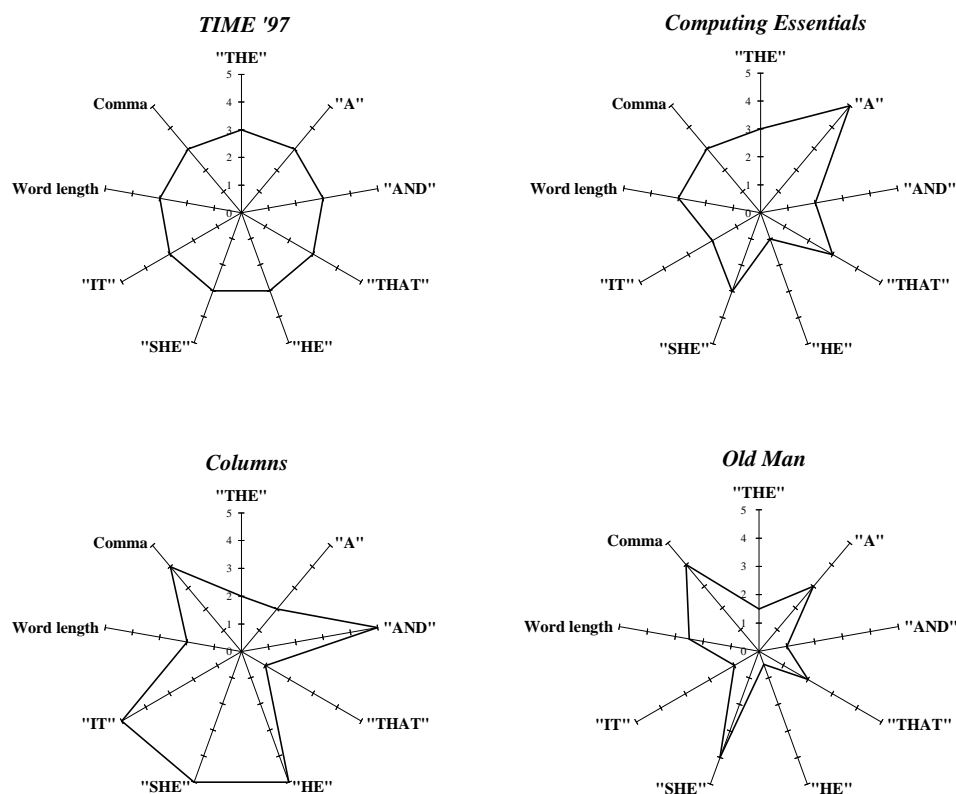 TIME '97
"THE"
5
4
3
2
1
0
"A"
"AND"
"THAT"
"HE"
"SHE"
"IT"
Word length
Comma
Computing Essentials
"THE"
5
4
3
2
1
0
"A"
"AND"
"THAT"
"HE"
"SHE"
"IT"
Word length
Comma
Columns
"THE"
5
4
3
2
1
0
"A"
"AND"
"THAT"
"HE"
"SHE"
"IT"
Word length
Comma
Old Man
"THE"
5
4
3
2
1
0
"A"
"AND"
"THAT"
"HE"
"SHE"
"IT"
Word length
Comma